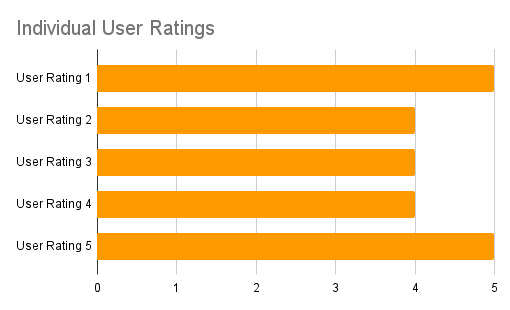 Individual User Ratings
User Rating 1
User Rating 2
User Rating 3
User Rating 4
User Rating 5
0 1 2 3 4 5